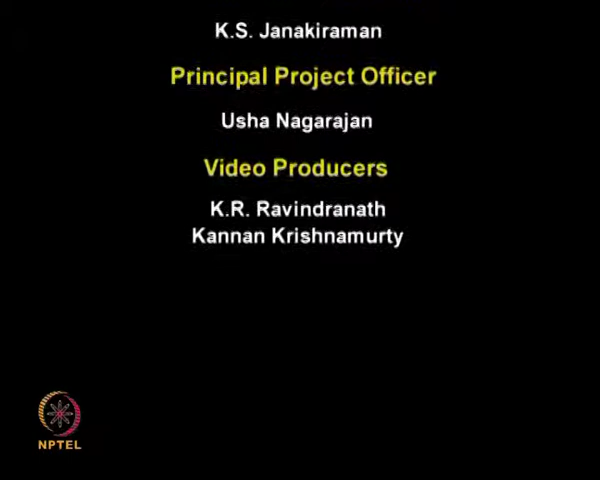 K.S. Janakiraman
Principal Project Officer
Usha Nagarajan
Video Producers
K.R. Ravindranath
Kannan Krishnamurty
NPTEL